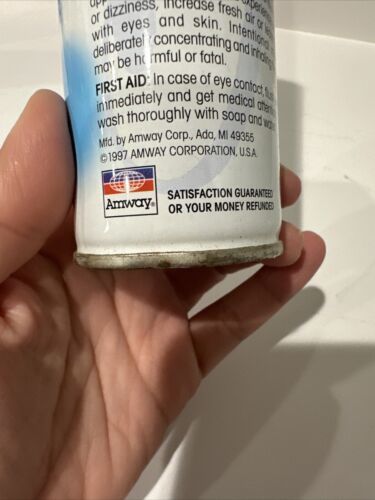 experience
or dizziness, increase fresh air or
with eyes and skin. Intentional
deliberately concentrating and inhaling
may be harmful or fatal.
FIRST AID: In case of eye contact,
immediately and get medical
wash thoroughly with soap and
Mfd. by Amway Corp., Ada, MI 49355
©1997 AMWAY CORPORATION, U.S.A.
Amway®
SATISFACTION GUARANTEED
OR YOUR MONEY REFUNDED